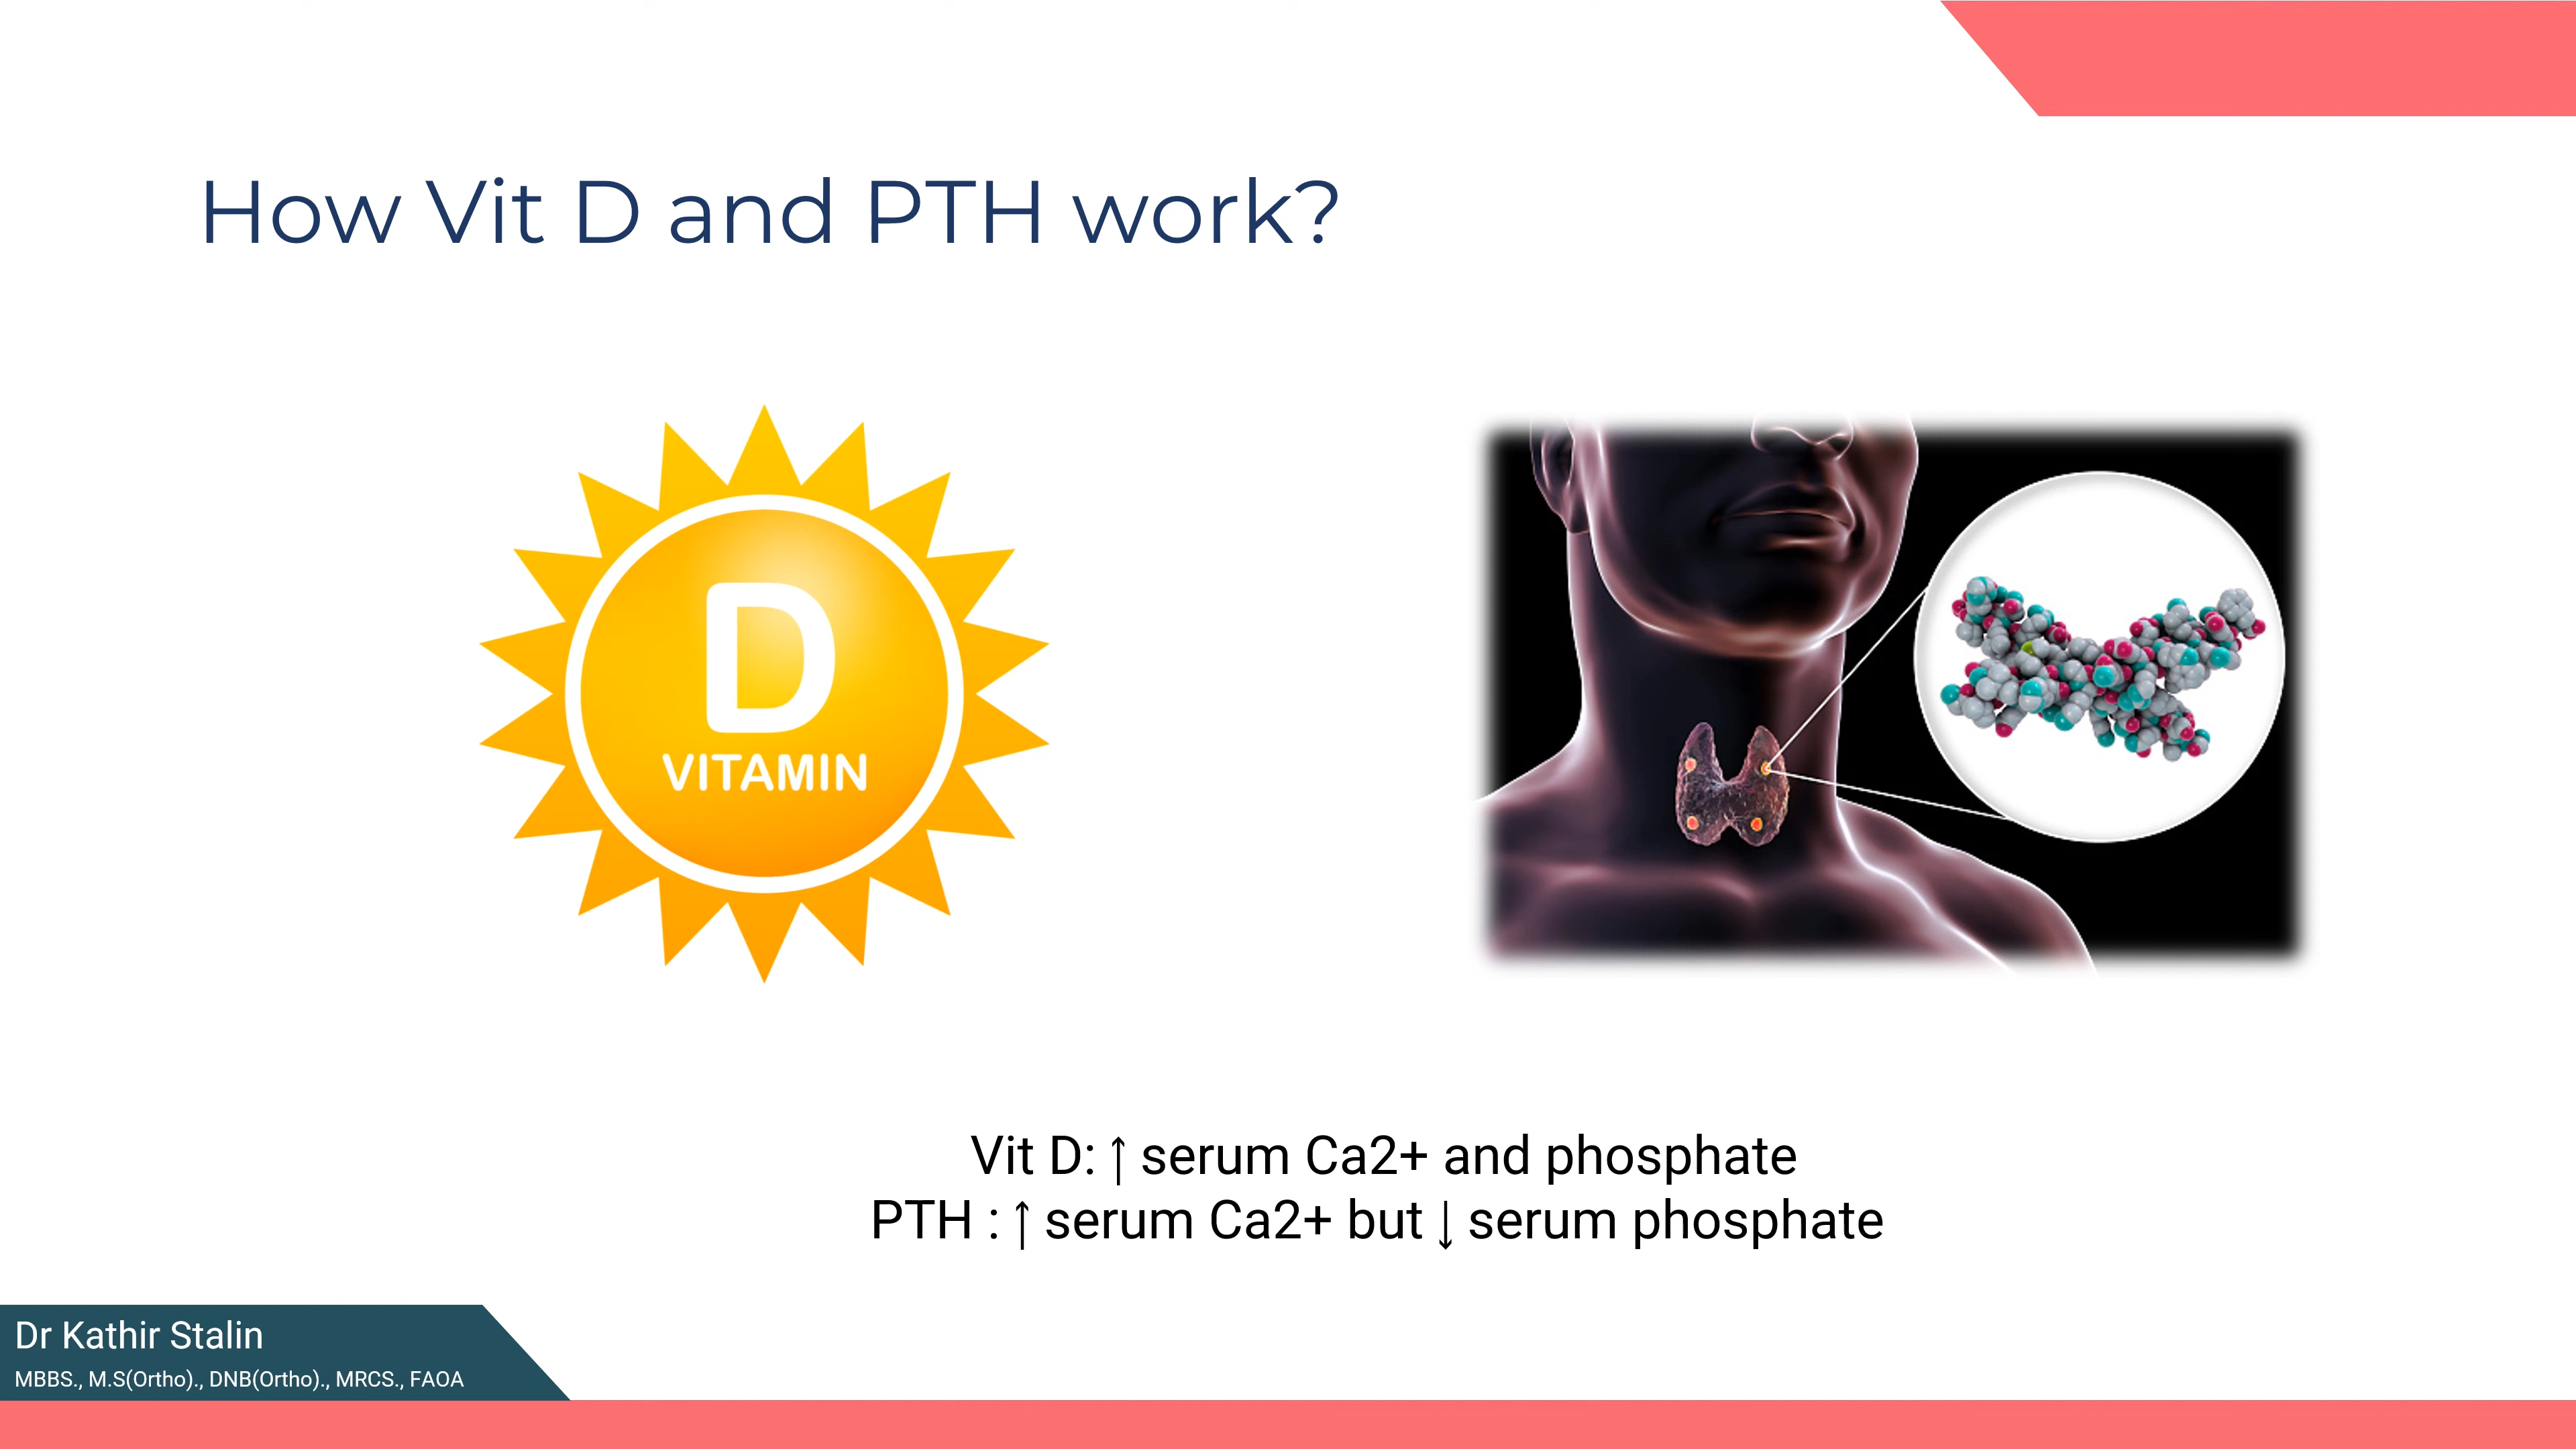 How Vit D and PTH work?
D
VITAMIN
Vit D: ↑ serum Ca2+ and phosphate
PTH : ↑ serum Ca2+ but ↓ serum phosphate
Dr Kathir Stalin
MBBS., M.S(Ortho)., DNB(Ortho)., MRCS., FAOA